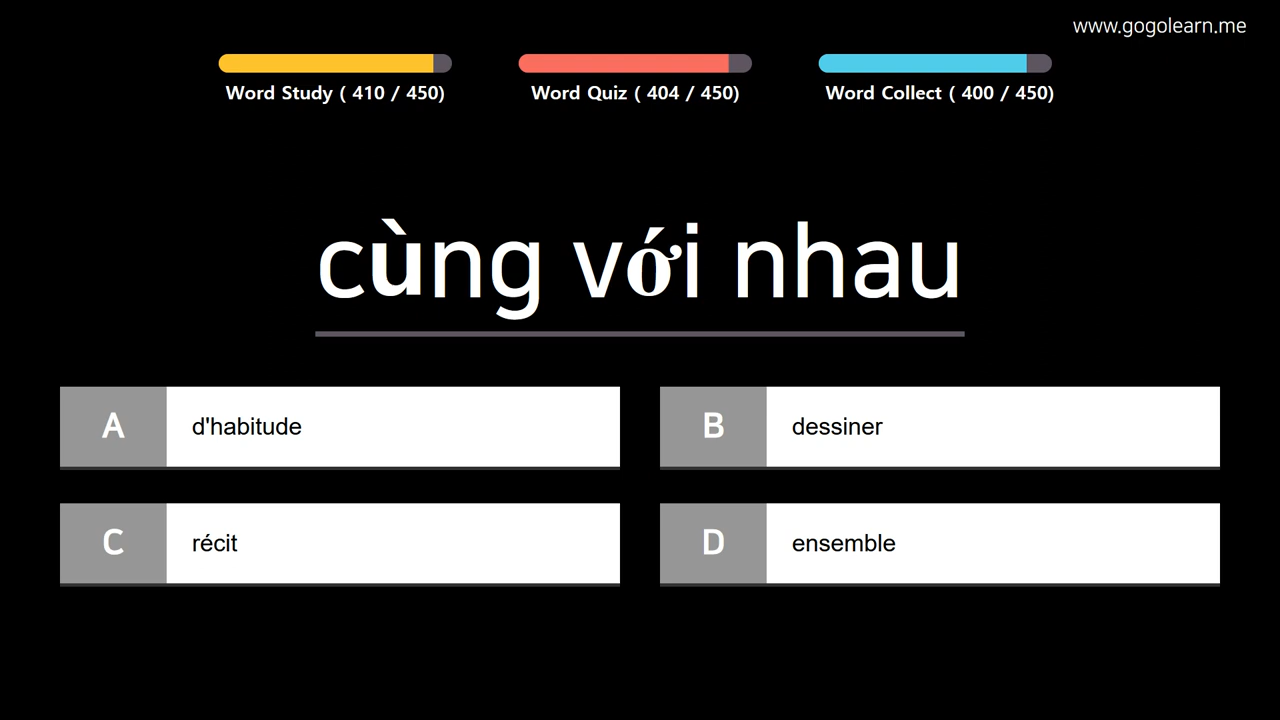 www.gogolearn.me
Word Study ( 410 / 450)
Word Quiz ( 404 / 450)
Word Collect ( 400 / 450)
cùng với nhau
A d'habitude
B dessiner
C récit
D ensemble